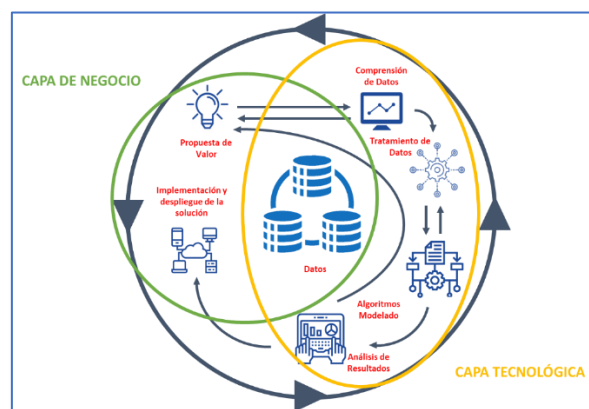 CAPA DE NEGOCIO
Comprensión
de Datos
Propuesta de
Valor
Tratamiento de
Datos
Implementación y
despliegue de la
solución
Datos
Algoritmos
Modelado
Análisis de
Resultados
CAPA TECNOLÓGICA